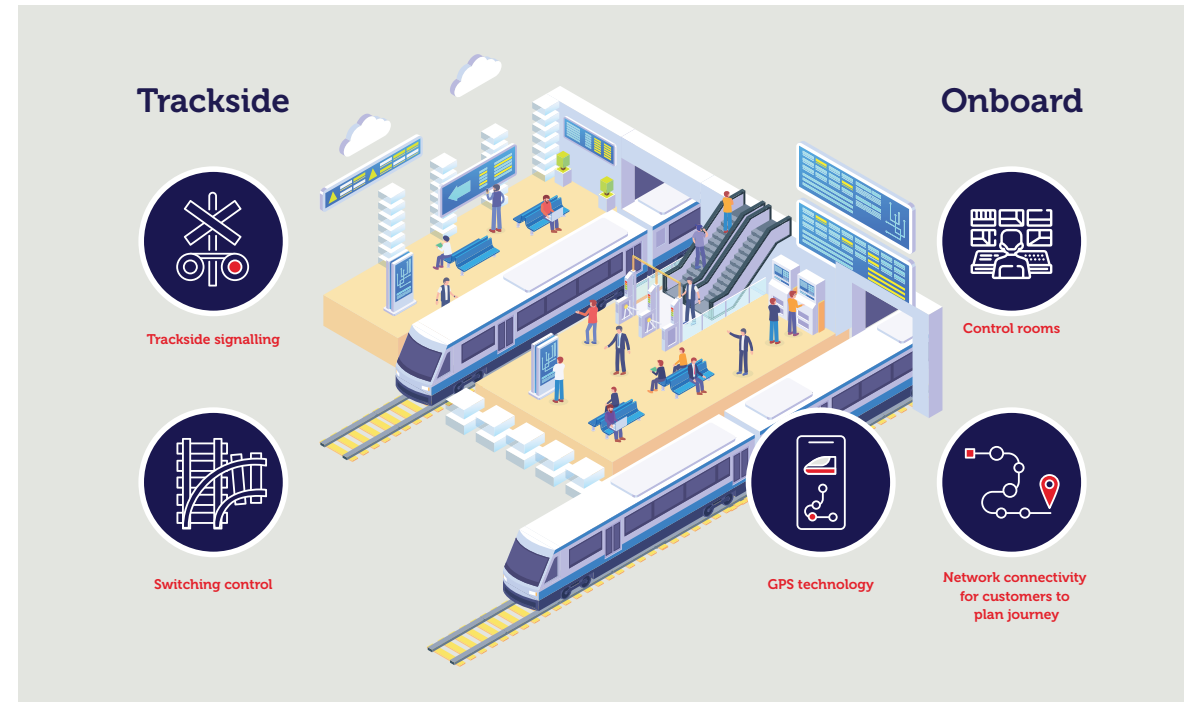 Trackside
Onboard
Trackside signalling
Control rooms
Switching control
GPS technology
Network connectivity
for customers to
plan journey